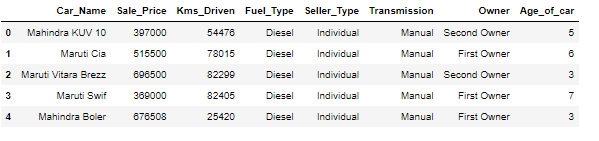 Car_Name Sale_Price Kms_Driven Fuel_Type Seller_Type Transmission Owner Age_of_car
0 Mahindra KUV 10 397000 54476 Diesel Individual Manual Second Owner 5
1 Maruti Cia 515500 78015 Diesel Individual Manual First Owner 6
2 Maruti Vitara Brezz 696500 82299 Diesel Individual Manual Second Owner 3
3 Maruti Swif 369000 82405 Diesel Individual Manual First Owner 7
4 Mahindra Boler 676508 25420 Diesel Individual Manual First Owner 3